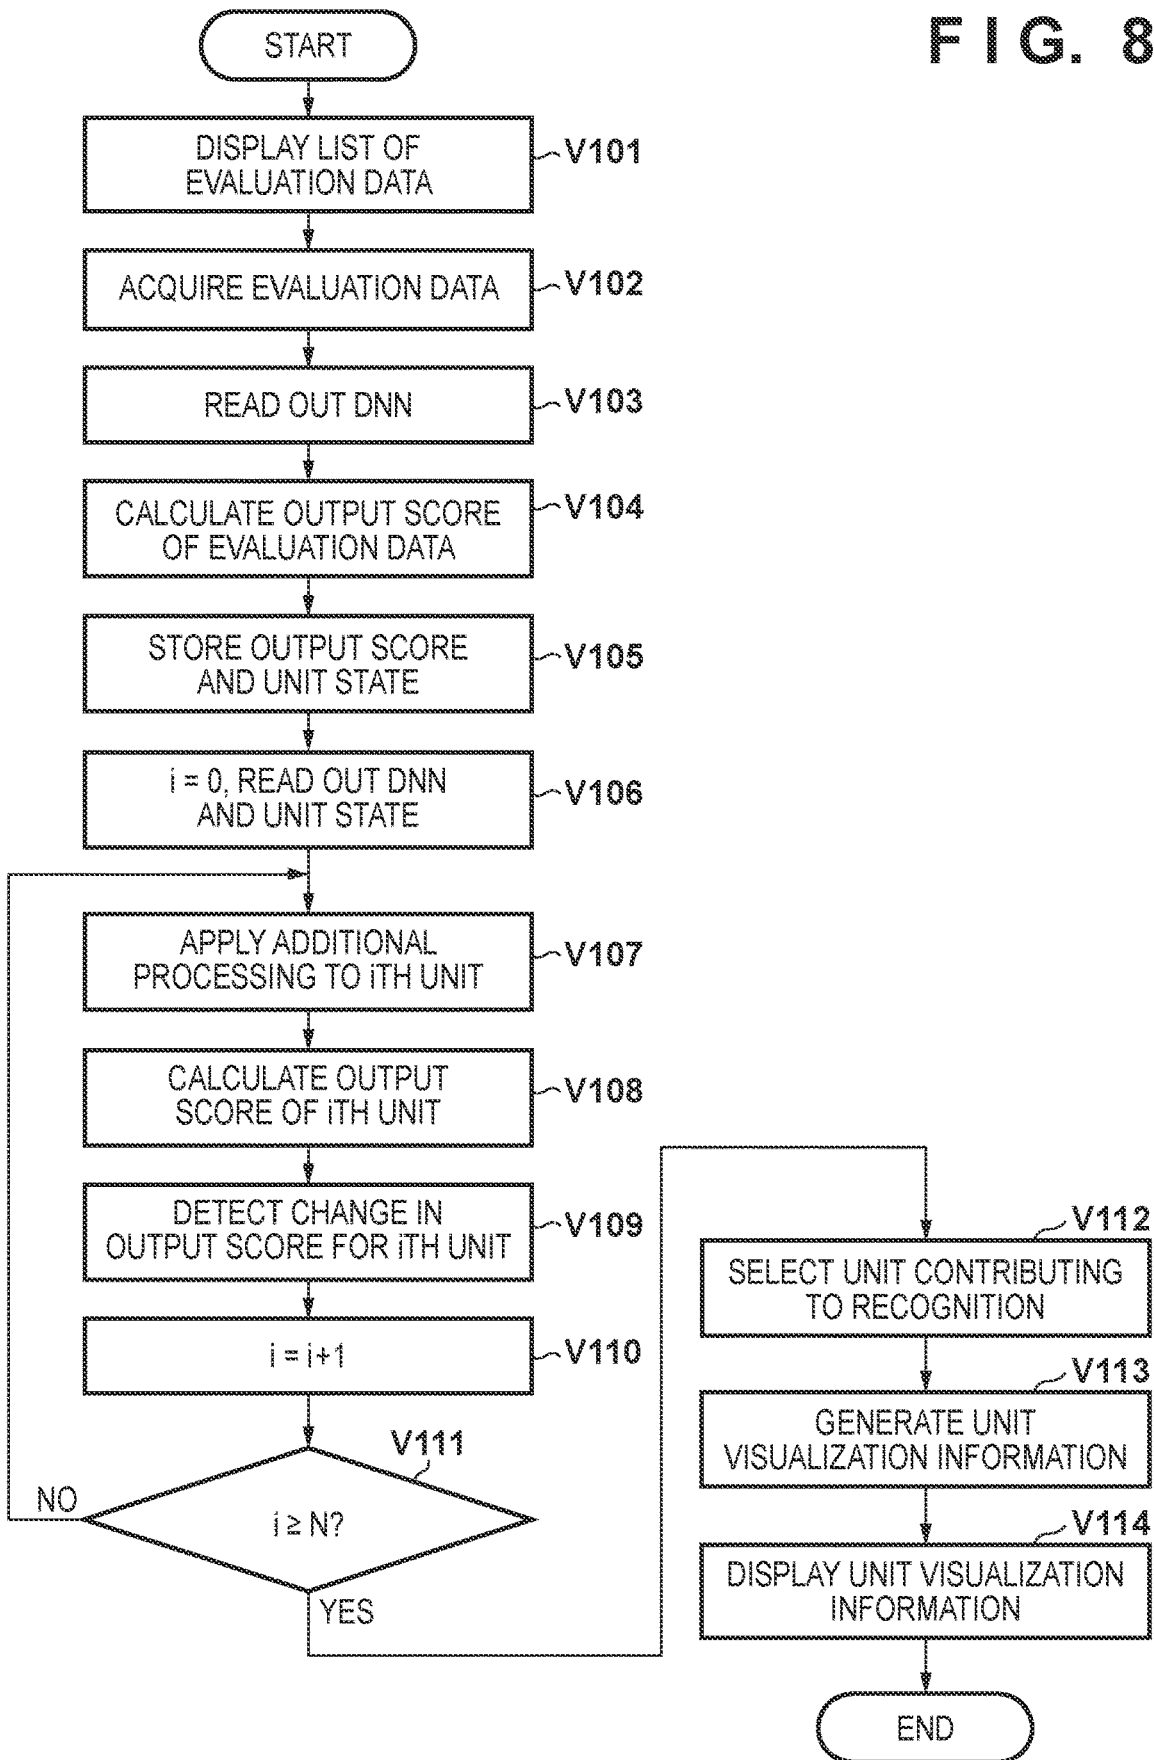 FIG. 8
START
DISPLAY LIST OF
EVALUATION DATA
V101
ACQUIRE EVALUATION DATA
V102
READ OUT DNN
V103
CALCULATE OUTPUT SCORE
OF EVALUATION DATA
V104
STORE OUTPUT SCORE
AND UNIT STATE
V105
i = 0, READ OUT DNN
AND UNIT STATE
V106
APPLY ADDITIONAL
PROCESSING TO iTH UNIT
V107
CALCULATE OUTPUT
SCORE OF iTH UNIT
V108
DETECT CHANGE IN
OUTPUT SCORE FOR iTH UNIT
V109
i = i+1
V110
V111
i ≥ N?
NO
YES
V112
SELECT UNIT CONTRIBUTING
TO RECOGNITION
V113
GENERATE UNIT
VISUALIZATION INFORMATION
V114
DISPLAY UNIT VISUALIZATION
INFORMATION
END